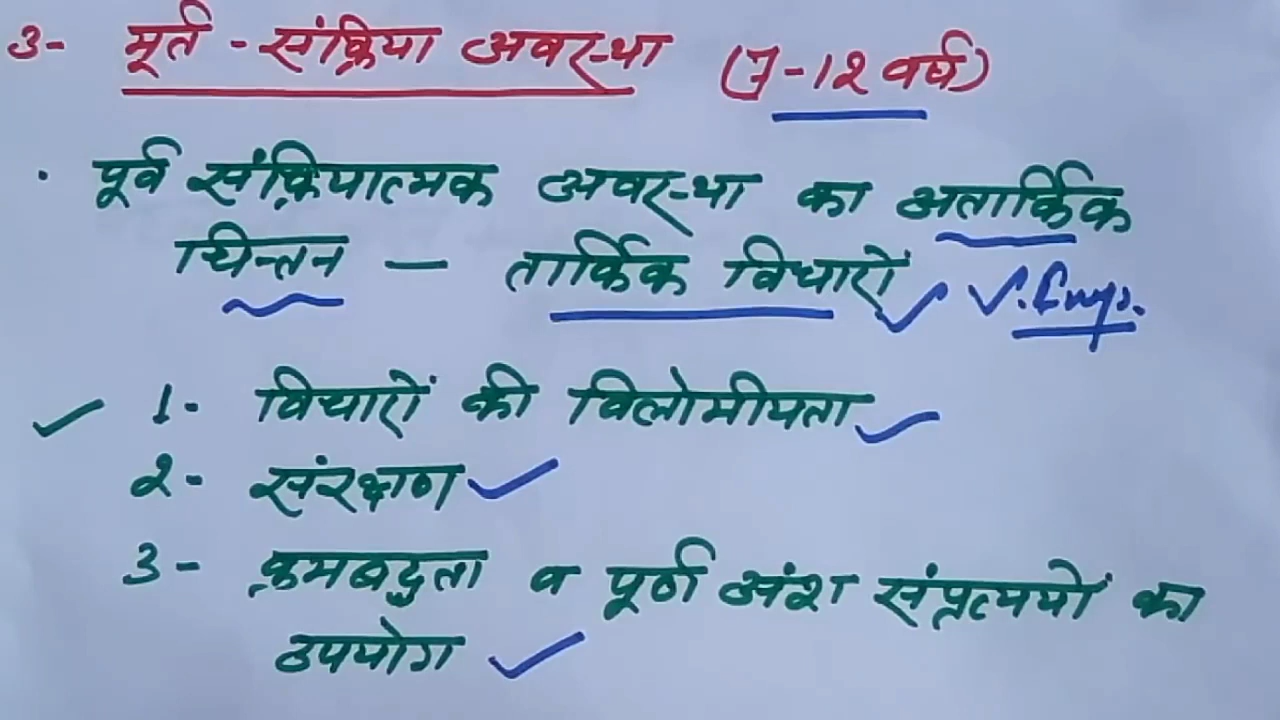 3- मूर्त - संक्रिया अवस्था (7-12 वर्ष)
. पूर्व संक्रियात्मक अवस्था का अतार्किक
चिन्तन — तार्किक विचारों ✓ V.Imp.
✓ 1- विचारों की विलोमीयता ✓
2- संरक्षण ✓
3- क्रमबद्धता व पूर्ण अंश संप्रत्ययों का
उपयोग ✓